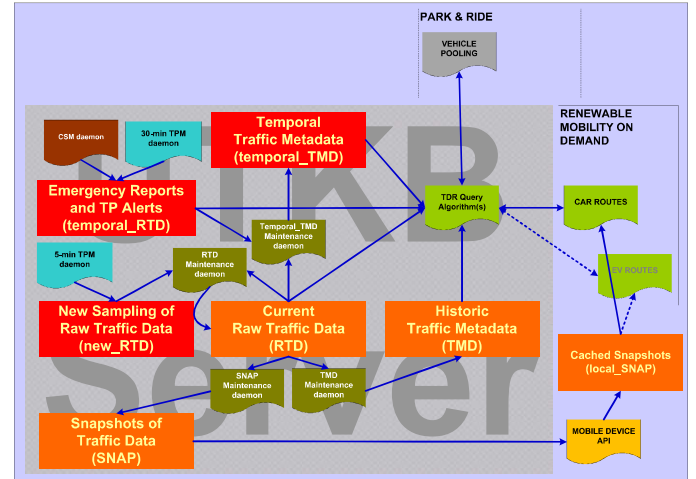 PARK & RIDE
VEHICLE
POOLING
RENEWABLE
MOBILITY ON
DEMAND
UTKB
Server
CSM daemon
30-min TPM
daemon
Temporal
Traffic Metadata
(temporal_TMD)
Emergency Reports
and TP Alerts
(temporal_RTD)
TDR Query
Algorithm(s)
CAR ROUTES
Temporal_TMD
Maintenance
daemon
5-min TPM
daemon
RTD
Maintenance
daemon
EV ROUTES
New Sampling of
Raw Traffic Data
(new_RTD)
Current
Raw Traffic Data
(RTD)
Historic
Traffic Metadata
(TMD)
Cached Snapshots
(local_SNAP)
SNAP
Maintenance
daemon
TMD
Maintenance
daemon
Snapshots of
Traffic Data
(SNAP)
MOBILE DEVICE
API